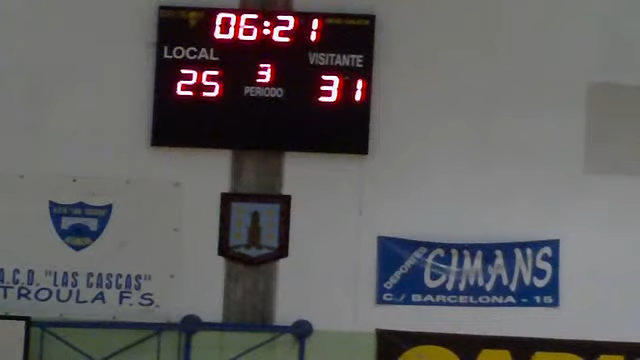 06:21
LOCAL
VISITANTE
25
3
31
PERIODO
A.C.D. "LAS CASCAS"
TROULA F.S.
DEPORTES
CIMANS
C./ BARCELONA - 15